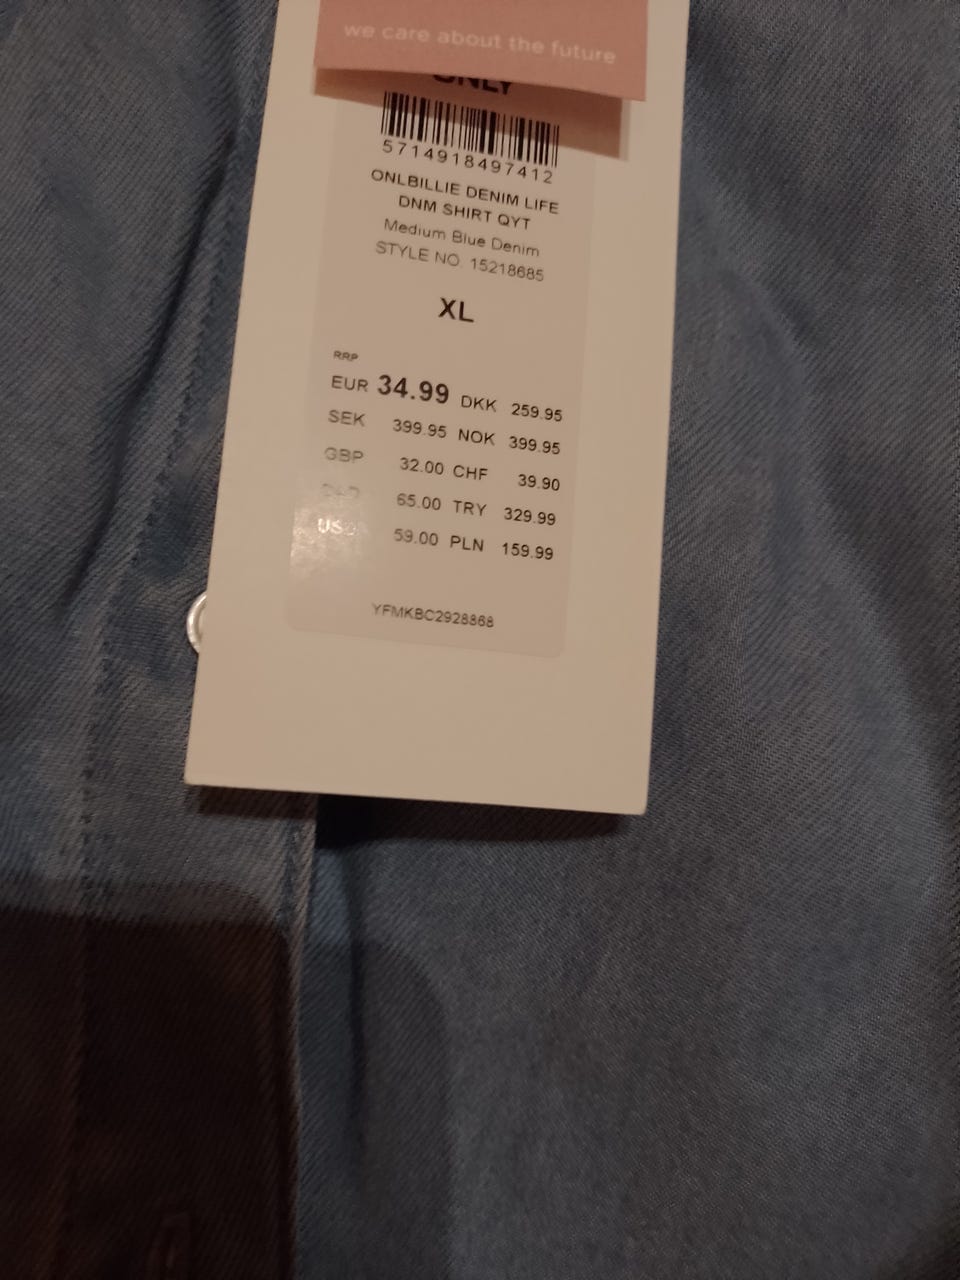 we care about the future
ONLY
5714918497412
ONLBILLIE DENIM LIFE
DNM SHIRT QYT
Medium Blue Denim
STYLE NO. 15218685
XL
RRP
EUR 34.99 DKK 259.95
SEK 399.95 NOK 399.95
GBP 32.00 CHF 39.90
65.00 TRY 329.99
59.00 PLN 159.99
YFMKBC2928868